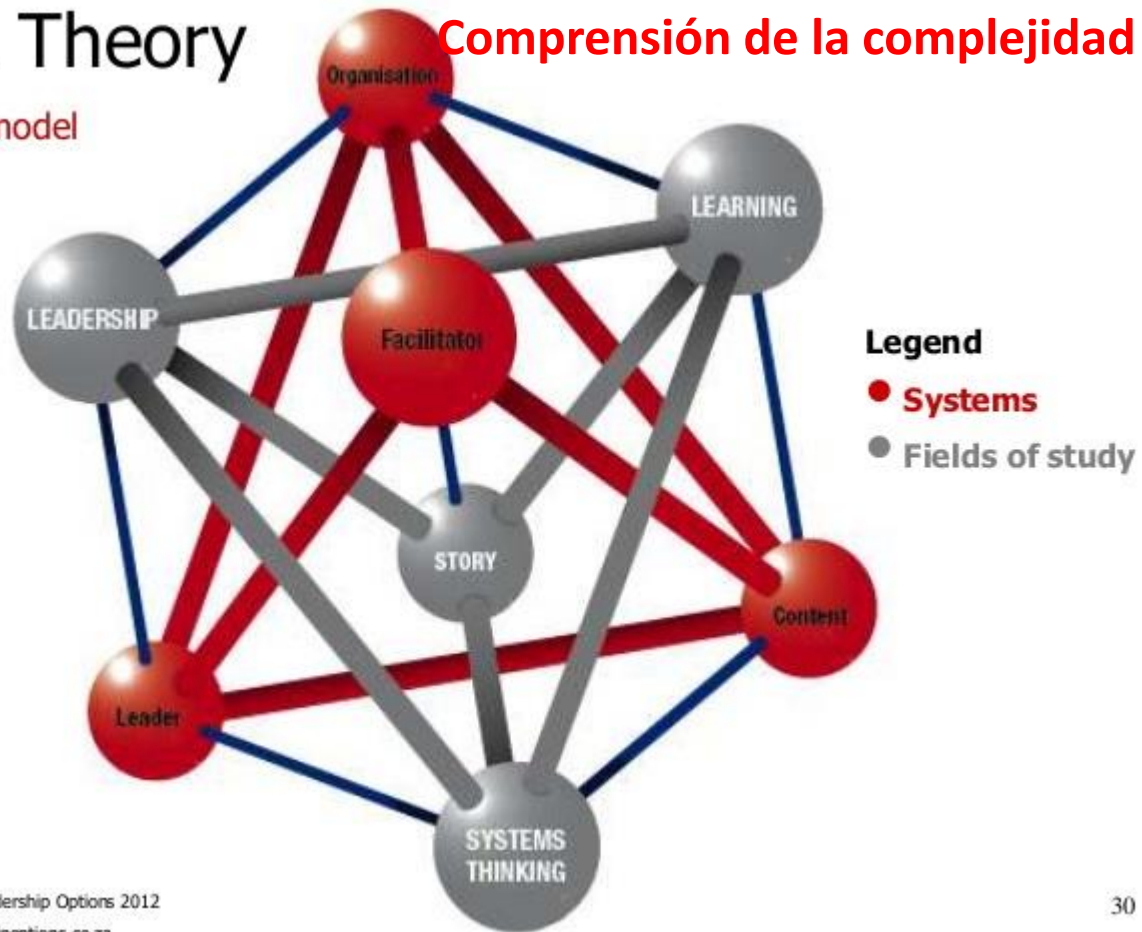 Theory
Comprensión de la complejidad
model
Organisation
LEARNING
LEADERSHIP
Facilitator
Legend
Systems
Fields of study
STORY
Content
Leader
SYSTEMS
THINKING
dership Options 2012
30